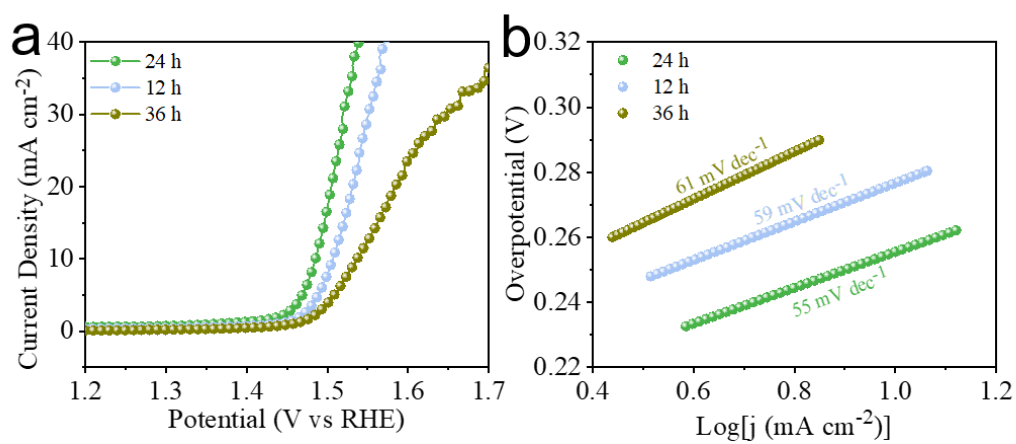 a
40
30
20
10
0
Current Density (mA cm⁻²)
24 h
12 h
36 h
1.2 1.3 1.4 1.5 1.6 1.7
Potential (V vs RHE)
b
0.32
0.30
0.28
0.26
0.24
0.22
Overpotential (V)
24 h
12 h
36 h
61 mV dec⁻¹
59 mV dec⁻¹
55 mV dec⁻¹
0.4 0.6 0.8 1.0 1.2
Log[j (mA cm⁻²)]